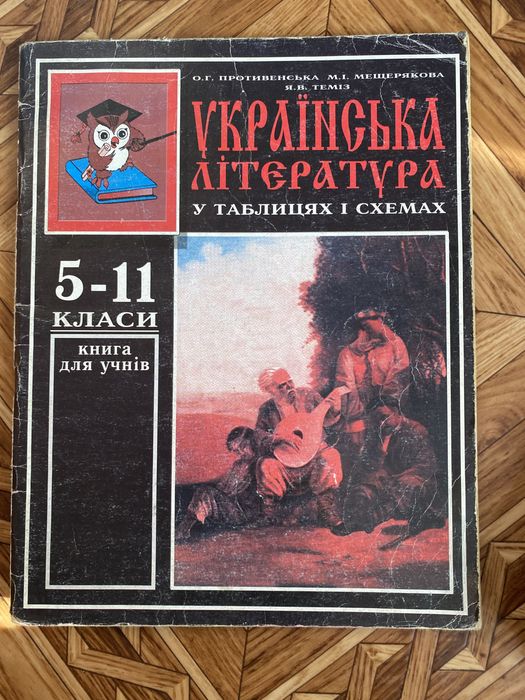 О.Г. ПРОТИВЕНСЬКА М.І. МЕЩЕРЯКОВА
Я.В. ТЕМІЗ
УКРАЇНСЬКА
ЛІТЕРАТУРА
У ТАБЛИЦЯХ І СХЕМАХ
5-11
КЛАСИ
книга
для учнів